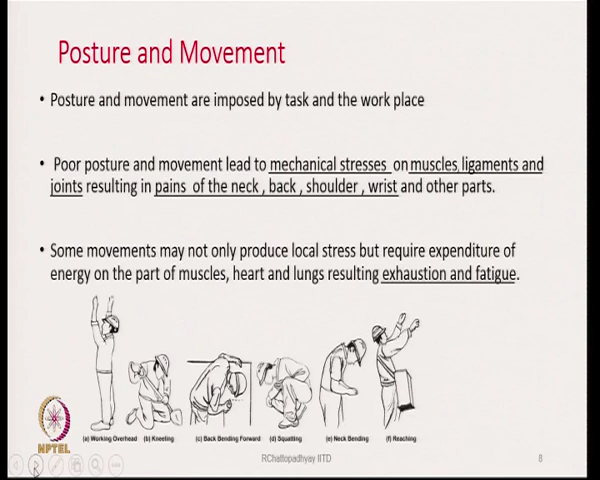 Posture and Movement
• Posture and movement are imposed by task and the work place
• Poor posture and movement lead to mechanical stresses on muscles, ligaments and
joints resulting in pains of the neck , back , shoulder , wrist and other parts.
• Some movements may not only produce local stress but require expenditure of
energy on the part of muscles, heart and lungs resulting exhaustion and fatigue.
(a) Working Overhead (b) Kneeling (c) Back Bending Forward (d) Squatting (e) Neck Bending (f) Reaching
NPTEL
RChattopadhyay IITD
8